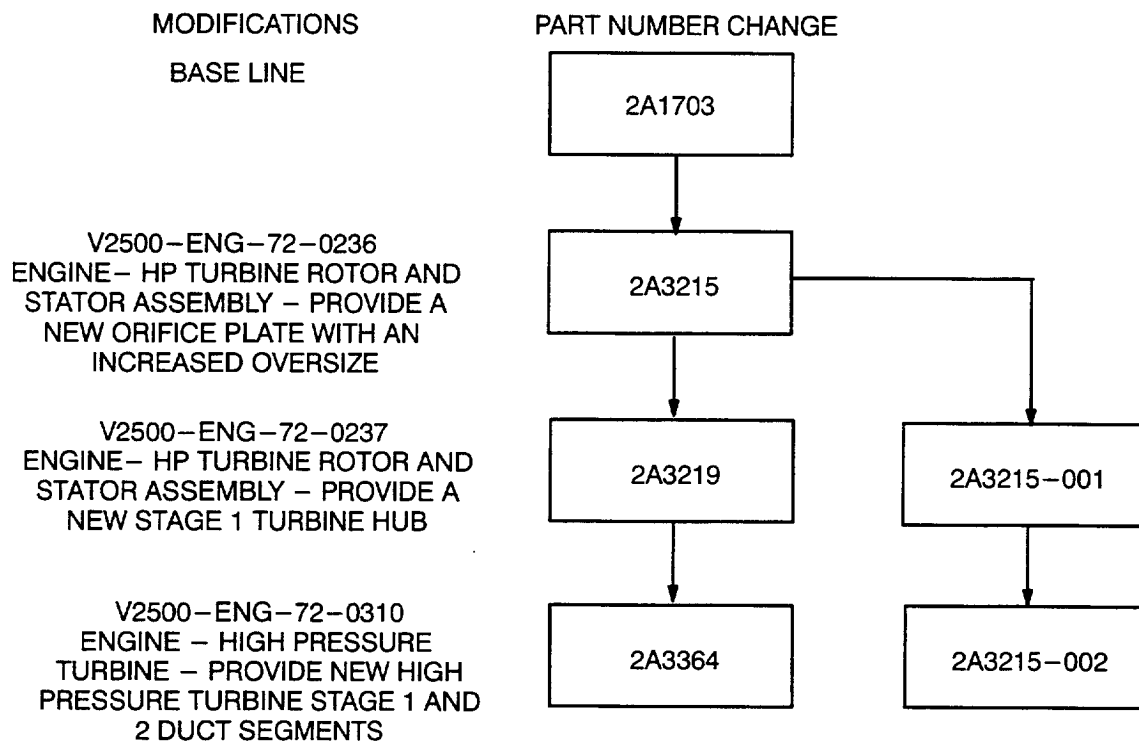 MODIFICATIONS
PART NUMBER CHANGE
BASE LINE
2A1703
V2500-ENG-72-0236
ENGINE- HP TURBINE ROTOR AND
STATOR ASSEMBLY - PROVIDE A
NEW ORIFICE PLATE WITH AN
INCREASED OVERSIZE
2A3215
V2500-ENG-72-0237
ENGINE- HP TURBINE ROTOR AND
STATOR ASSEMBLY - PROVIDE A
NEW STAGE 1 TURBINE HUB
2A3219
2A3215-001
V2500-ENG-72-0310
ENGINE - HIGH PRESSURE
TURBINE - PROVIDE NEW HIGH
PRESSURE TURBINE STAGE 1 AND
2 DUCT SEGMENTS
2A3364
2A3215-002